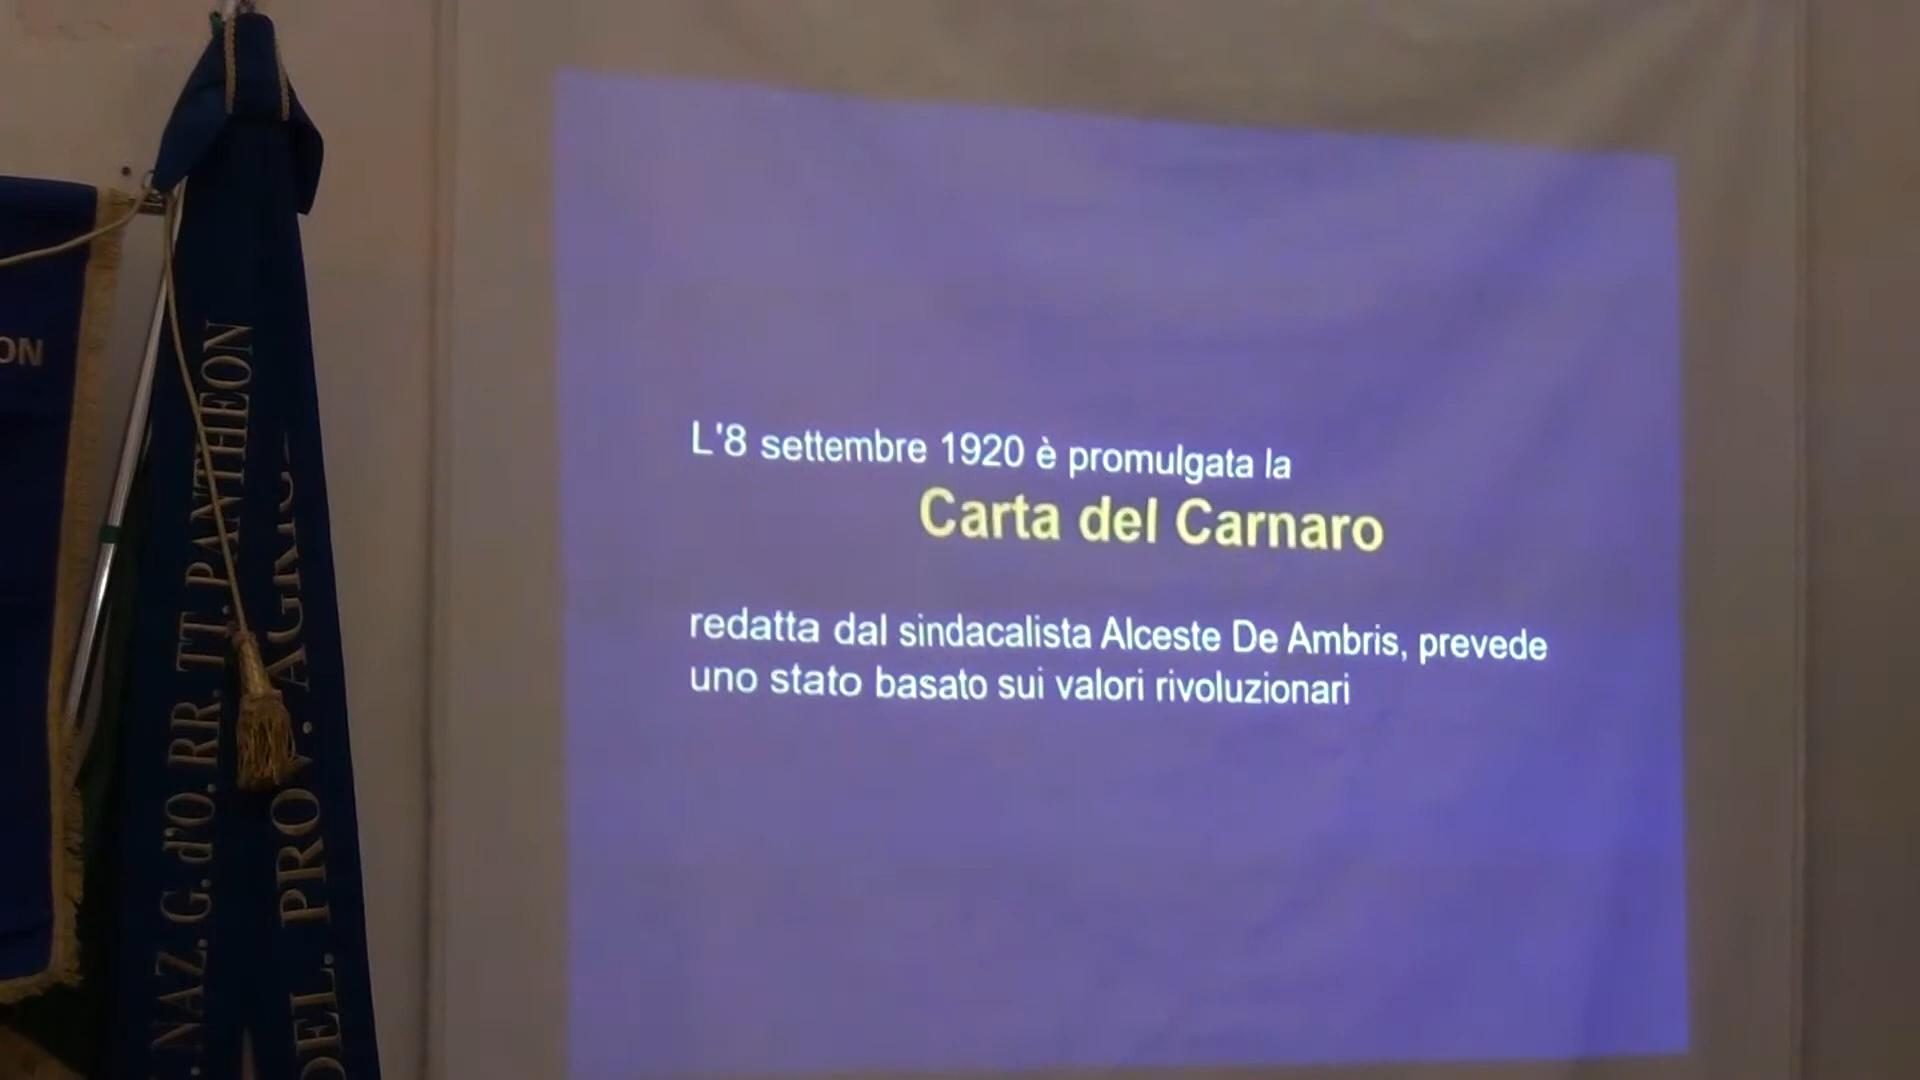 ON
NAZ. G. d'O. RR. TT. PANTHEON
DEL. PROV. 
L'8 settembre 1920 è promulgata la
Carta del Carnaro
redatta dal sindacalista Alceste De Ambris, prevede
uno stato basato sui valori rivoluzionari